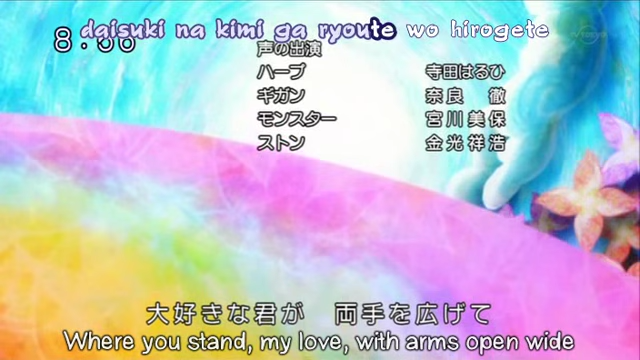 daisuki na kimi ga ryoute wo hirogete
8:56
声の出演
ハーブ 寺田はるひ
ギガン 奈良 徹
モンスター 宮川美保
ストン 金光祥浩
大好きな君が 両手を広げて
Where you stand, my love, with arms open wide